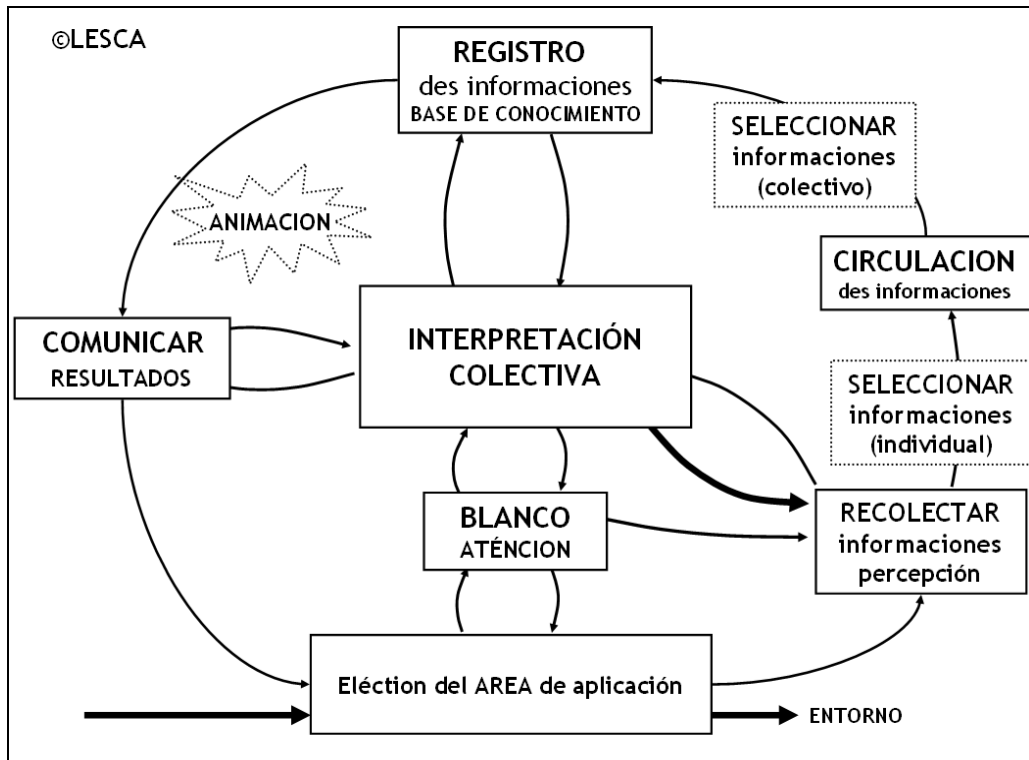 ©LESCA
REGISTRO
des informaciones
BASE DE CONOCIMIENTO
SELECCIONAR
informaciones
(colectivo)
ANIMACION
CIRCULACION
des informaciones
COMUNICAR
RESULTADOS
INTERPRETACIÓN
COLECTIVA
SELECCIONAR
informaciones
(individual)
BLANCO
ATÉNCION
RECOLECTAR
informaciones
percepción
Eléction del AREA de aplicación
ENTORNO